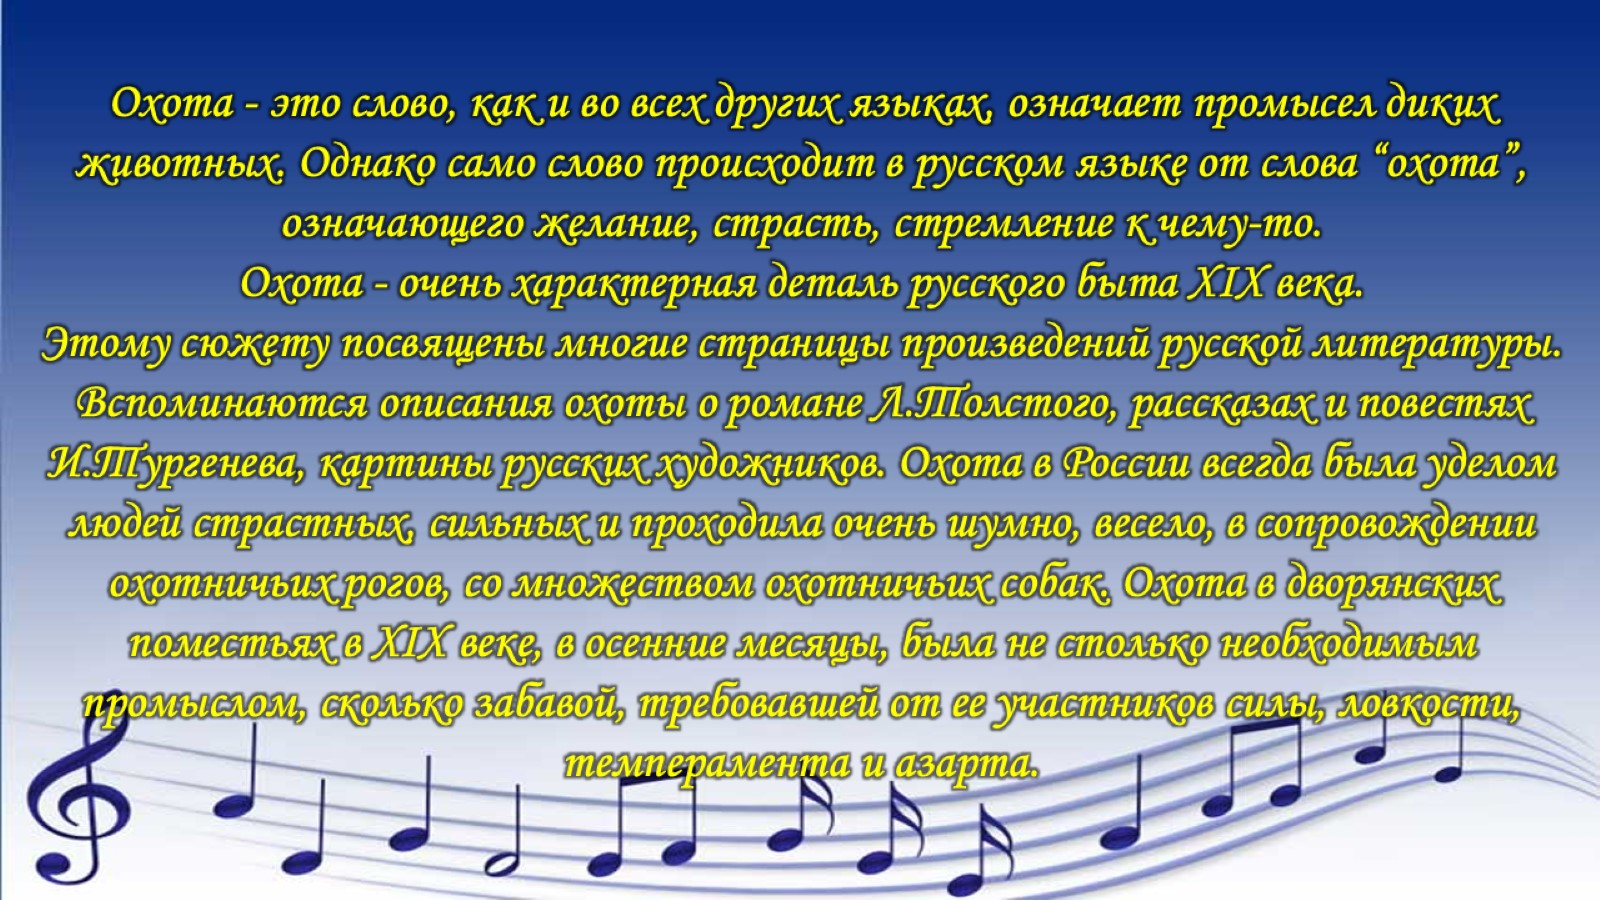 Охота - это слово, как и во всех других языках, означает промысел диких
животных. Однако само слово происходит в русском языке от слова “охота”,
означающего желание, страсть, стремление к чему-то.
Охота - очень характерная деталь русского быта XIX века.
Этому сюжету посвящены многие страницы произведений русской литературы.
Вспоминаются описания охоты о романе Л.Толстого, рассказах и повестях
И.Тургенева, картины русских художников. Охота в России всегда была уделом
людей страстных, сильных и проходила очень шумно, весело, в сопровождении
охотничьих рогов, со множеством охотничьих собак. Охота в дворянских
поместьях в XIX веке, в осенние месяцы, была не столько необходимым
промыслом, сколько забавой, требовавшей от ее участников силы, ловкости,
темперамента и азарта.